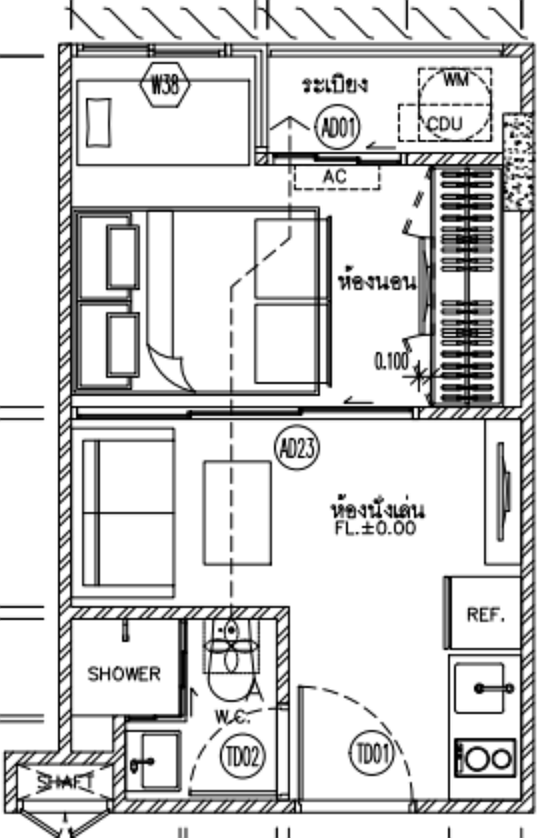 W38
ระเบียง
WM
AD01
CDU
AC
ห้องนอน
0.100
AD23
ห้องนั่งเล่น
FL.±0.00
REF.
SHOWER
W.C.
TD02
TD01
SHAFT